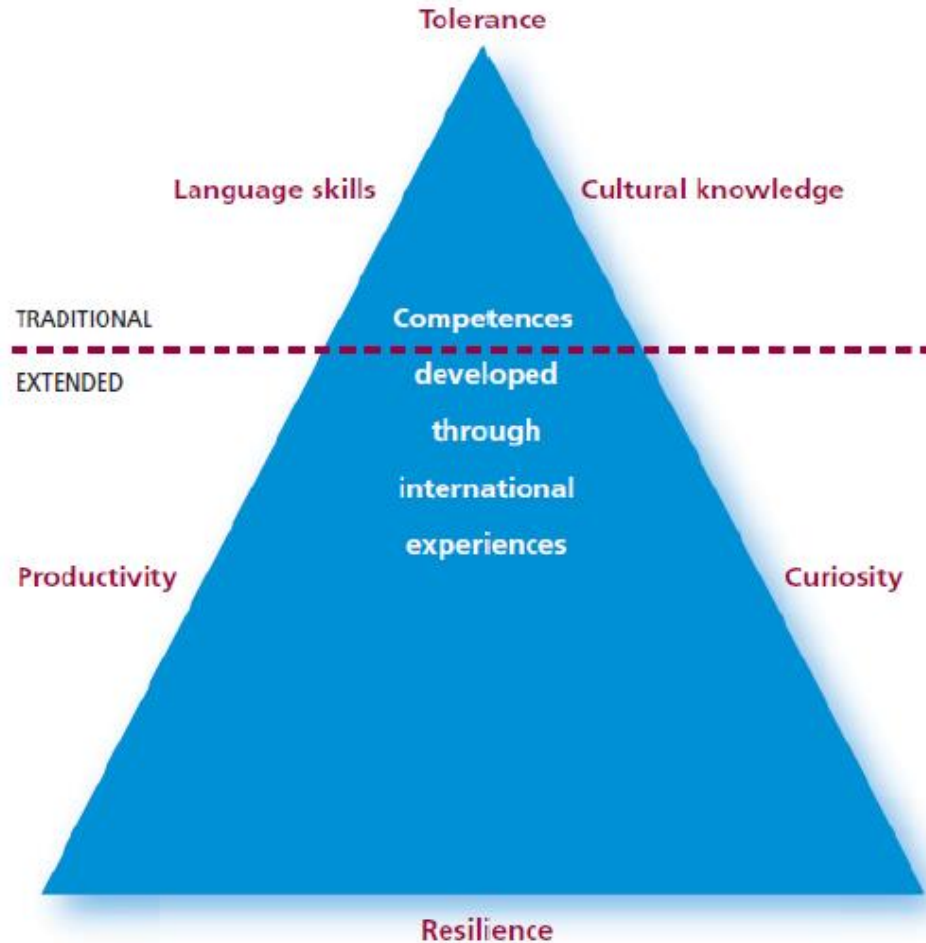 Tolerance
Language skills
Cultural knowledge
TRADITIONAL
Competences
EXTENDED
developed
through
international
experiences
Productivity
Curiosity
Resilience